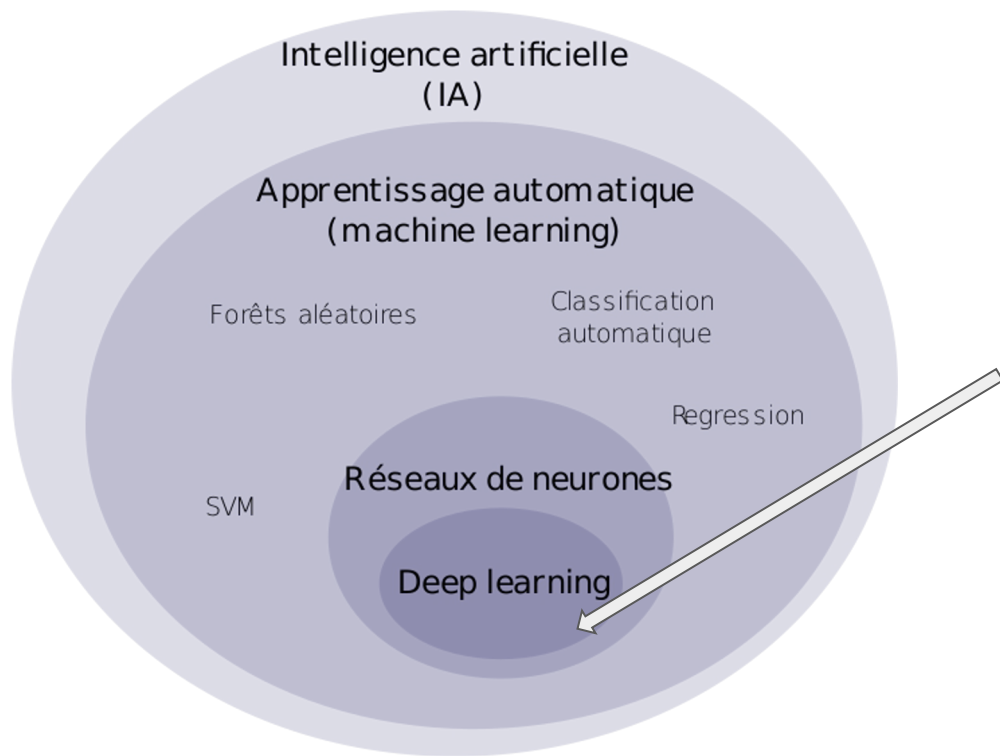 Intelligence artificielle
(IA)
Apprentissage automatique
(machine learning)
Forêts aléatoires
Classification
automatique
Regression
Réseaux de neurones
SVM
Deep learning